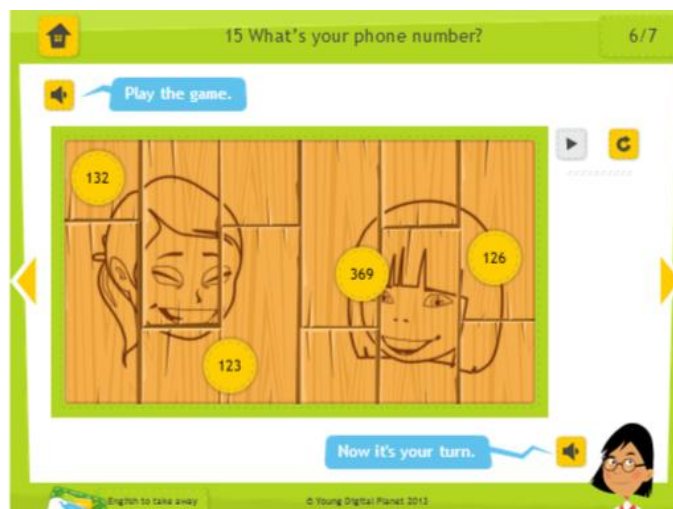 15 What's your phone number?
6/7
Play the game.
132
369
126
123
Now it's your turn.
English to take away
© Young Digital Planet 2013